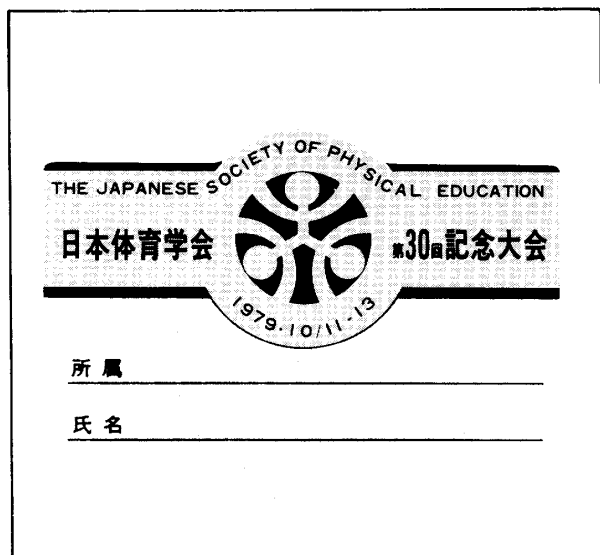 THE JAPANESE SOCIETY OF PHYSICAL EDUCATION
日本体育学会 第30回記念大会
1979・10/11-13
所属
氏名